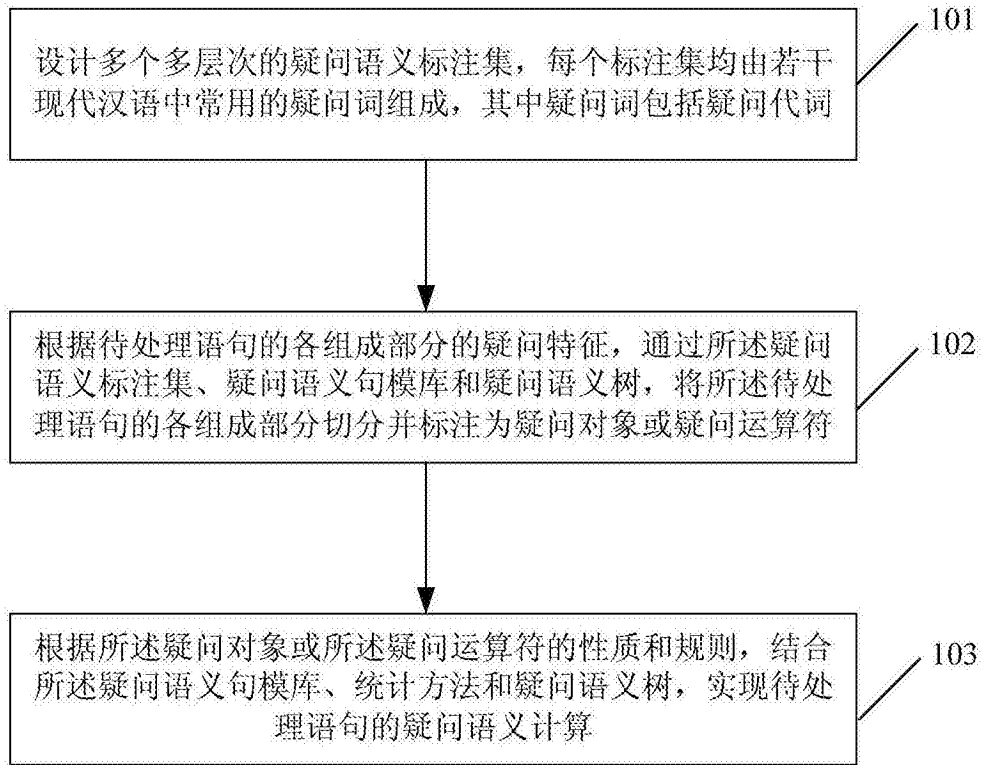 101
设计多个多层次的疑问语义标注集，每个标注集均由若干
现代汉语中常用的疑问词组成，其中疑问词包括疑问代词
102
根据待处理语句的各组成部分的疑问特征，通过所述疑问
语义标注集、疑问语义句模库和疑问语义树，将所述待处
理语句的各组成部分切分并标注为疑问对象或疑问运算符
103
根据所述疑问对象或所述疑问运算符的性质和规则，结合
所述疑问语义句模库、统计方法和疑问语义树，实现待处
理语句的疑问语义计算